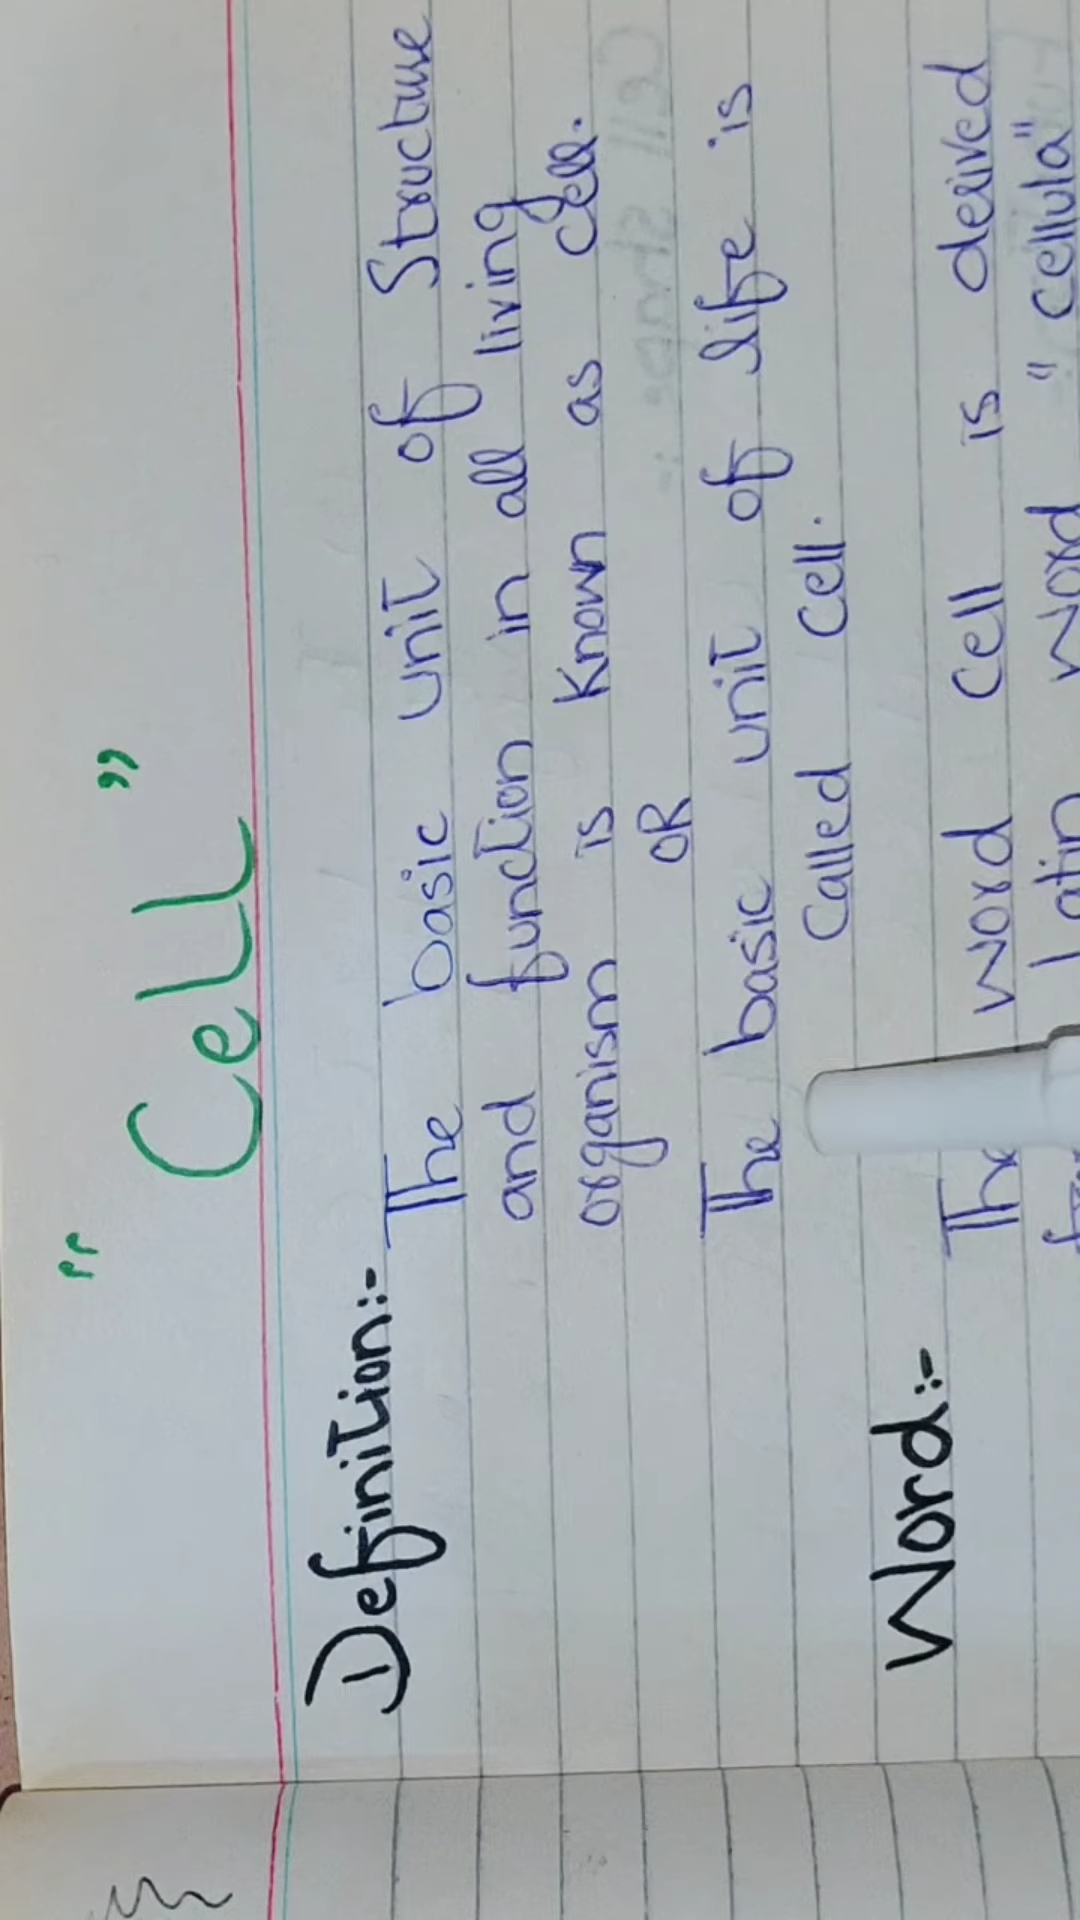 " Cell "
Definition:-
The basic unit of Structure
and function in all living
organism is Known as cell.
OR
The basic unit of life is
Called Cell.
Word:-
The word Cell is derived
Latin word "cellula"